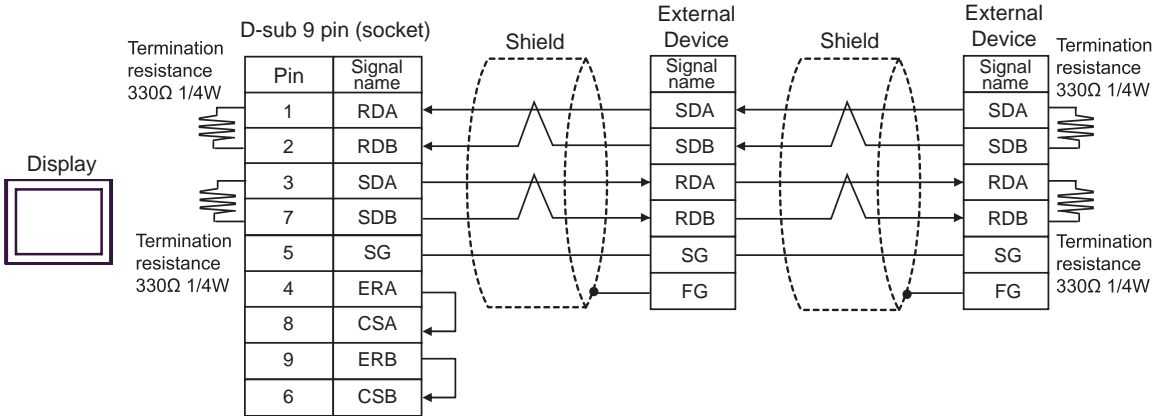 D-sub 9 pin (socket)
Termination
resistance
330Ω 1/4W
Display
Termination
resistance
330Ω 1/4W
Pin Signal name
1 RDA
2 RDB
3 SDA
7 SDB
5 SG
4 ERA
8 CSA
9 ERB
6 CSB
Shield
External
Device
Signal
name
SDA
SDB
RDA
RDB
SG
FG
Shield
External
Device
Signal
name
SDA
SDB
RDA
RDB
SG
FG
Termination
resistance
330Ω 1/4W
Termination
resistance
330Ω 1/4W